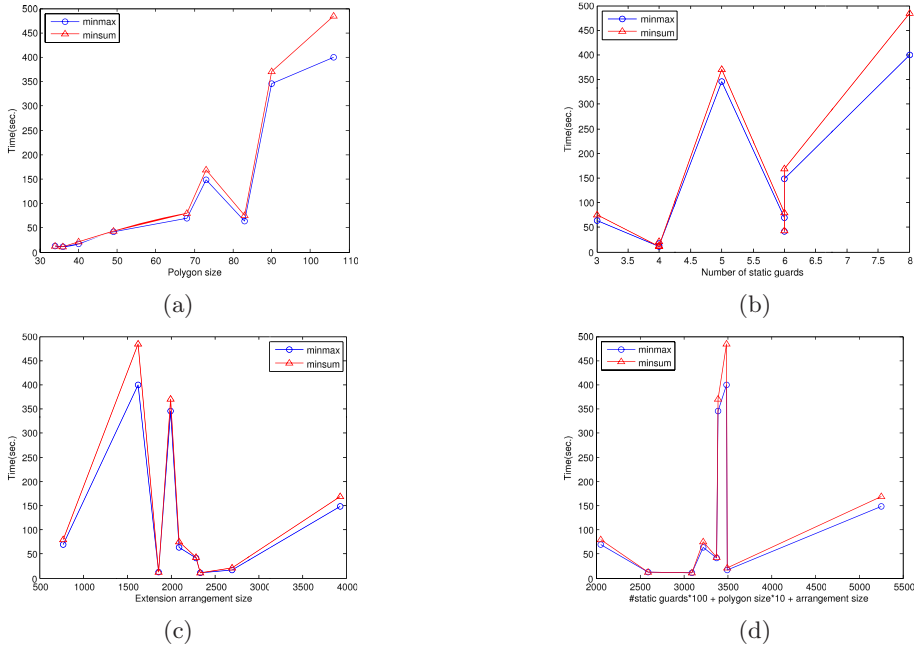 500
450
400
350
300
250
200
150
100
50
0
Time(sec.)
minmax
minsum
30 40 50 60 70 80 90 100 110
Polygon size
(a)
500
450
400
350
300
250
200
150
100
50
0
Time(sec.)
minmax
minsum
3 3.5 4 4.5 5 5.5 6 6.5 7 7.5 8
Number of static guards
(b)
500
450
400
350
300
250
200
150
100
50
0
Time(sec.)
minmax
minsum
500 1000 1500 2000 2500 3000 3500 4000
Extension arrangement size
(c)
500
450
400
350
300
250
200
150
100
50
0
Time(sec.)
minmax
minsum
2000 2500 3000 3500 4000 4500 5000 5500
#static guards*100 + polygon size*10 + arrangement size
(d)